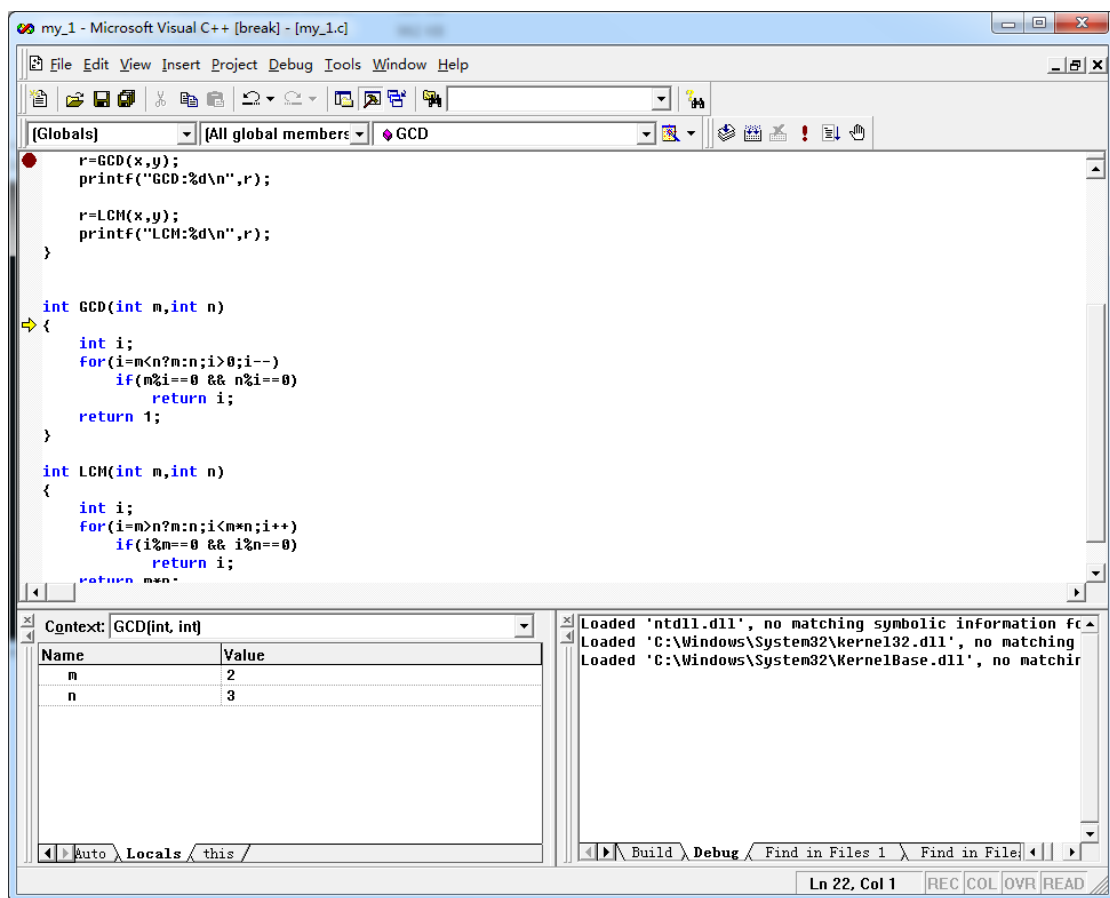 my_1 - Microsoft Visual C++ [break] - [my_1.c]
File Edit View Insert Project Debug Tools Window Help
(Globals) (All global members GCD
r=GCD(x,y);
printf("GCD:%d\n",r);
r=LCM(x,y);
printf("LCM:%d\n",r);
}
int GCD(int m,int n)
{
int i;
for(i=m<n?m:n;i>0;i--)
if(m%i==0 && n%i==0)
return i;
return 1;
}
int LCM(int m,int n)
{
int i;
for(i=m>n?m:n;i<m*n;i++)
if(i%m==0 && i%n==0)
return i;
return m*n;
Context: GCD(int, int)
Name Value
m 2
n 3
Auto Locals this
Loaded 'ntdll.dll', no matching symbolic information fo
Loaded 'C:\Windows\System32\kernel32.dll', no matching
Loaded 'C:\Windows\System32\KernelBase.dll', no matchin
Build Debug Find in Files 1 Find in File
Ln 22, Col 1 REC COL OVR READ